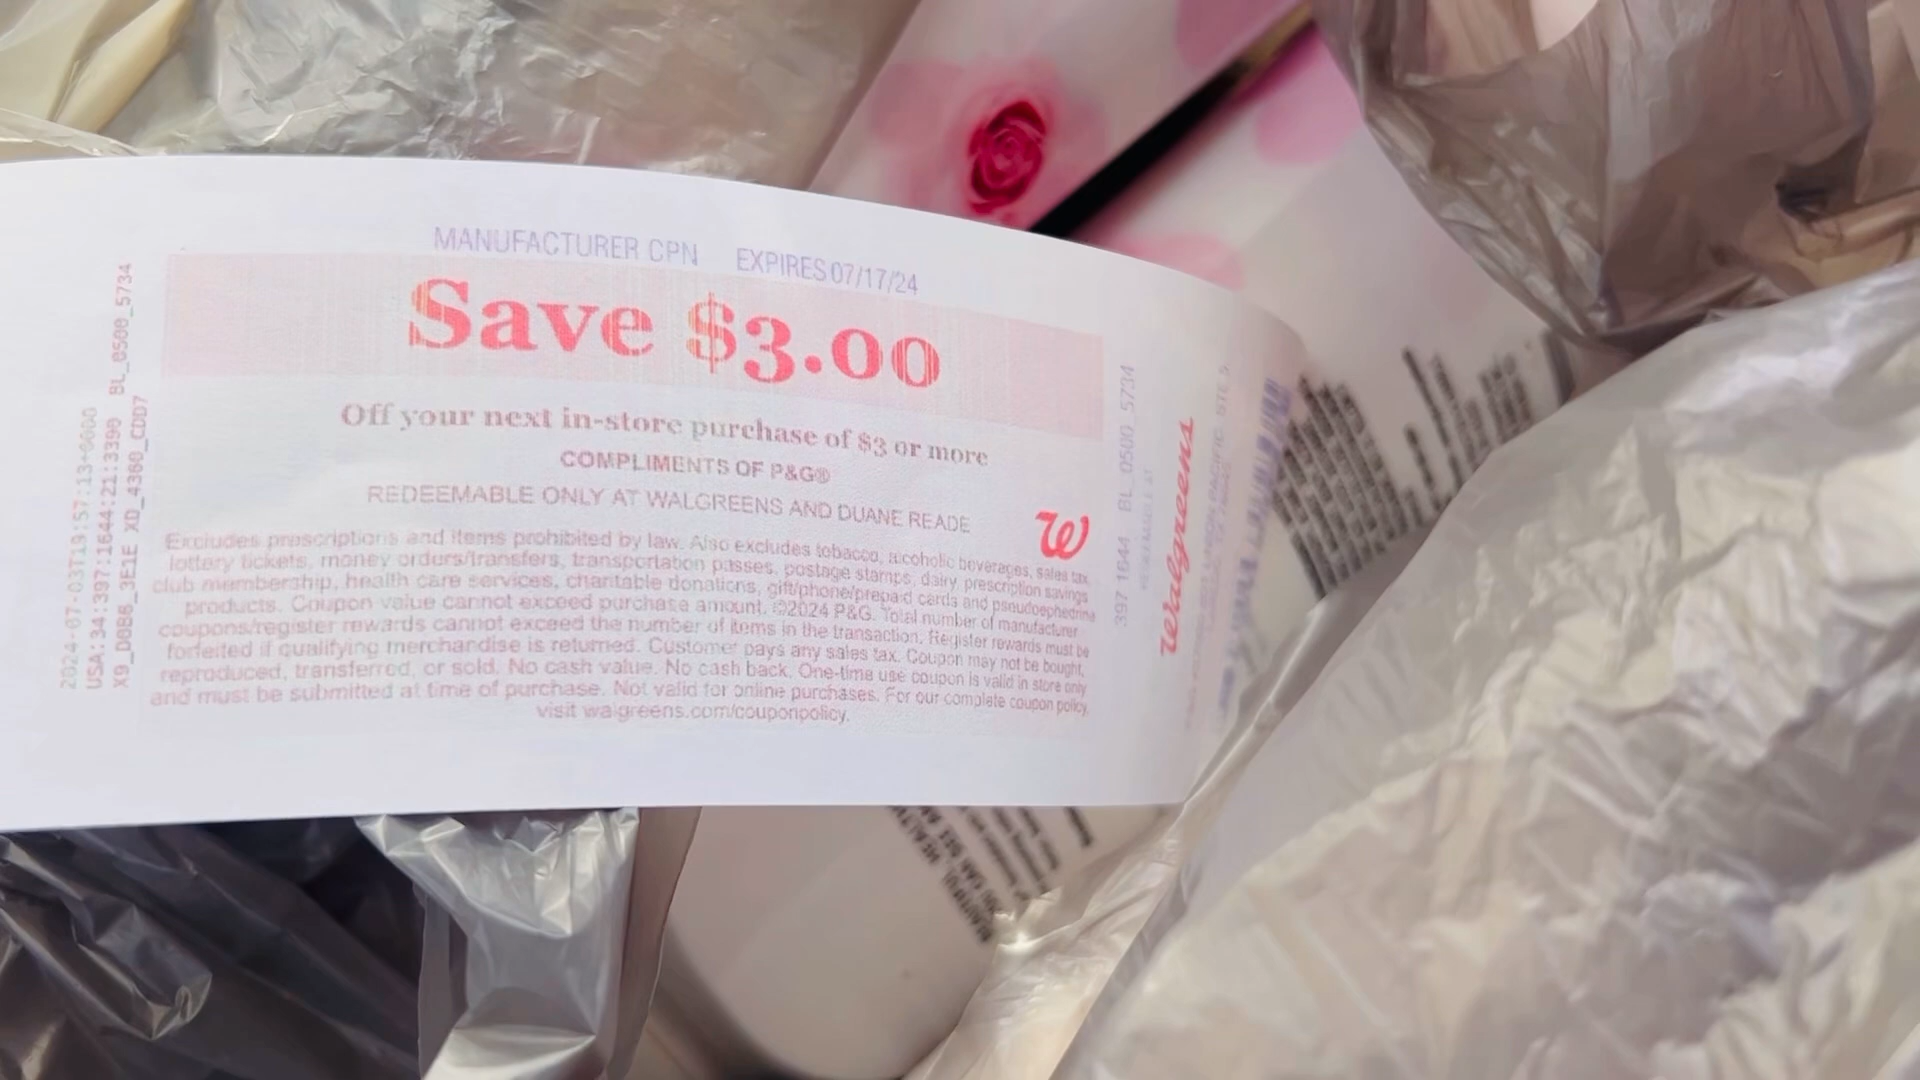 MANUFACTURER CPN EXPIRES 07/17/24
Save $3.00
Off your next in-store purchase of $3 or more
COMPLIMENTS OF P&G®
REDEEMABLE ONLY AT WALGREENS AND DUANE READE
W
Excludes prescriptions and items prohibited by law. Also excludes tobacco, alcoholic beverages, sales tax,
lottery tickets, money orders/transfers, transportation passes, postage stamps, dairy, prescription savings
club membership, health care services, charitable donations, gift/phone/prepaid cards and pseudoephedrine
products. Coupon value cannot exceed purchase amount. ©2024 P&G. Total number of manufacturer
coupons/register rewards cannot exceed the number of items in the transaction. Register rewards must be
forfeited if qualifying merchandise is returned. Customer pays any sales tax. Coupon may not be bought,
reproduced, transferred, or sold. No cash value. No cash back. One-time use coupon is valid in store only
and must be submitted at time of purchase. Not valid for online purchases. For our complete coupon policy,
visit walgreens.com/couponpolicy.
2024-07-03T19:57:13+0000
USA:34:397:1644:21:3390 BL_0500_5734
X9_D0B6_3E1E XD_4360_CDD7
397 1644 BL_0500_5734
Walgreens